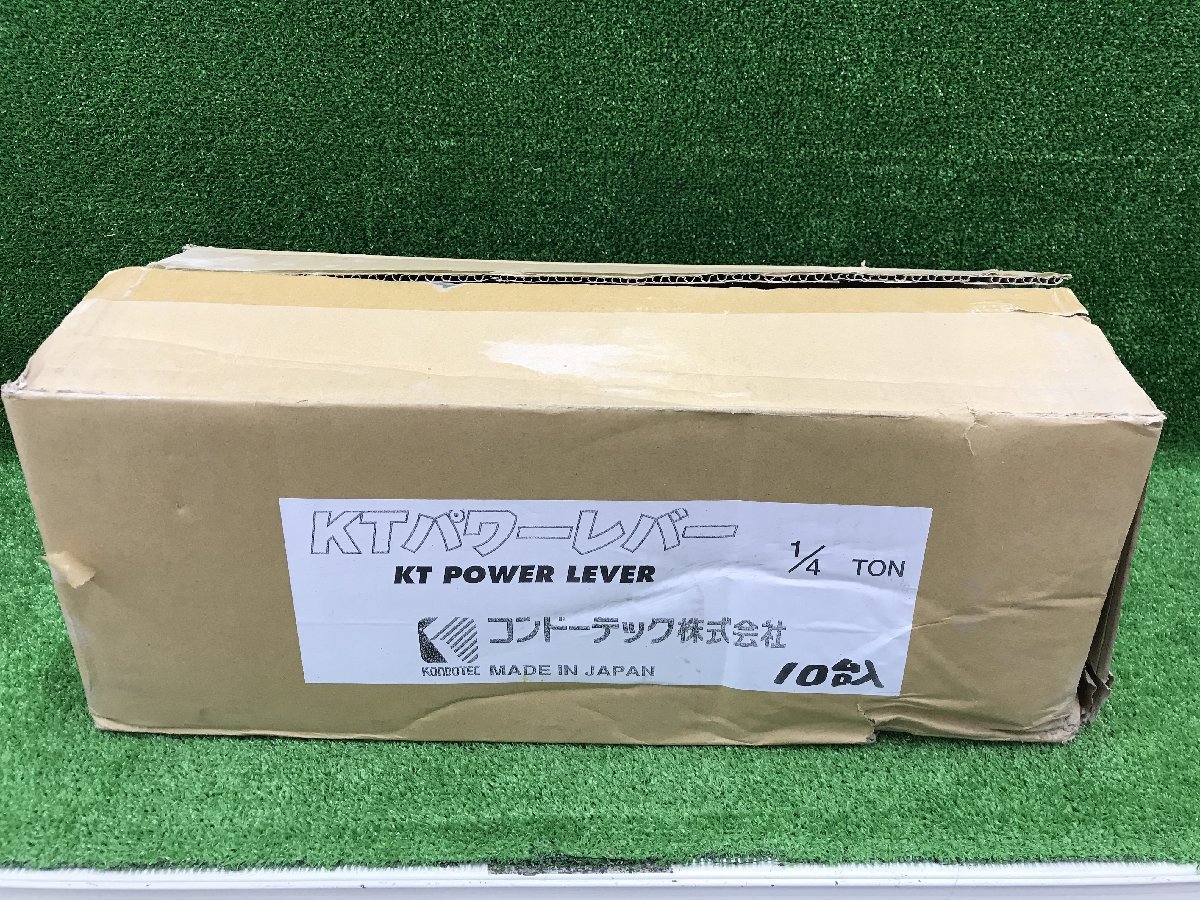 KTパワーレバー
KT POWER LEVER
1/4 TON
コンドーテック株式会社
KONDOTEC MADE IN JAPAN
10台入